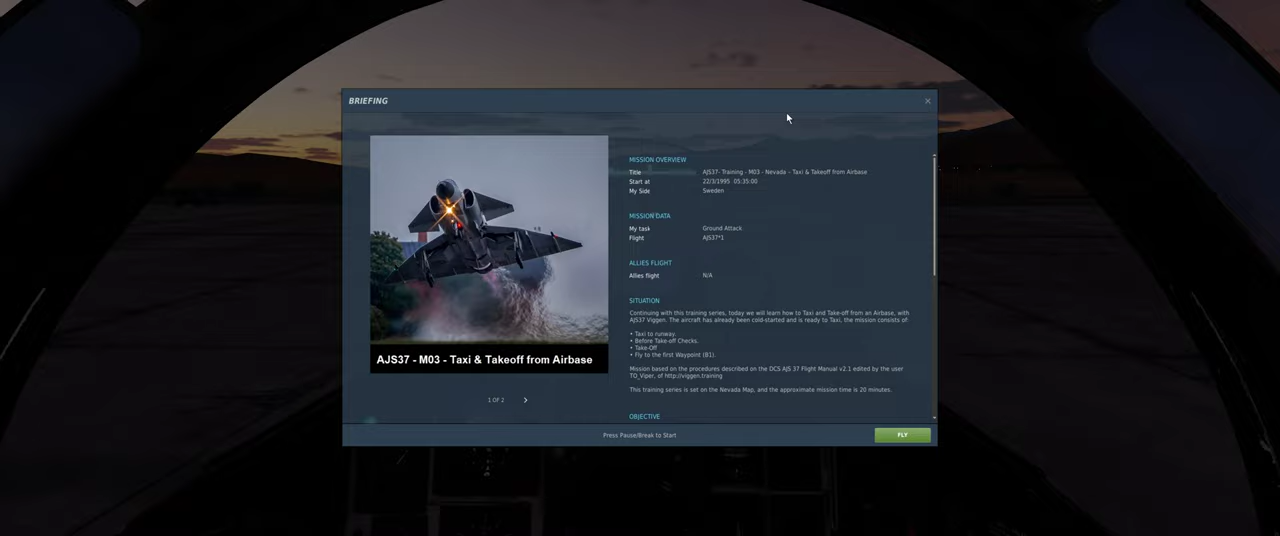 BRIEFING
MISSION OVERVIEW
Title AJS37- Training - M03 - Nevada - Taxi & Takeoff from Airbase
Start at 22/3/1995 05:35:00
My Side Sweden
MISSION DATA
My task Ground Attack
Flight AJS37*1
ALLIES FLIGHT
Allies flight N/A
SITUATION
Continuing with this training series, today we will learn how to Taxi and Take-off from an Airbase, with
AJS37 Viggen. The aircraft has already been cold-started and is ready to Taxi, the mission consists of:
• Taxi to runway.
• Before Take-off Checks.
• Take-Off
• Fly to the first Waypoint (B1).
Mission based on the procedures described on the DCS AJS 37 Flight Manual v2.1 edited by the user
TO_Viper, of http://viggen.training
This training series is set on the Nevada Map, and the approximate mission time is 20 minutes.
OBJECTIVE
AJS37 - M03 - Taxi & Takeoff from Airbase
1 OF 2
Press Pause/Break to Start
FLY